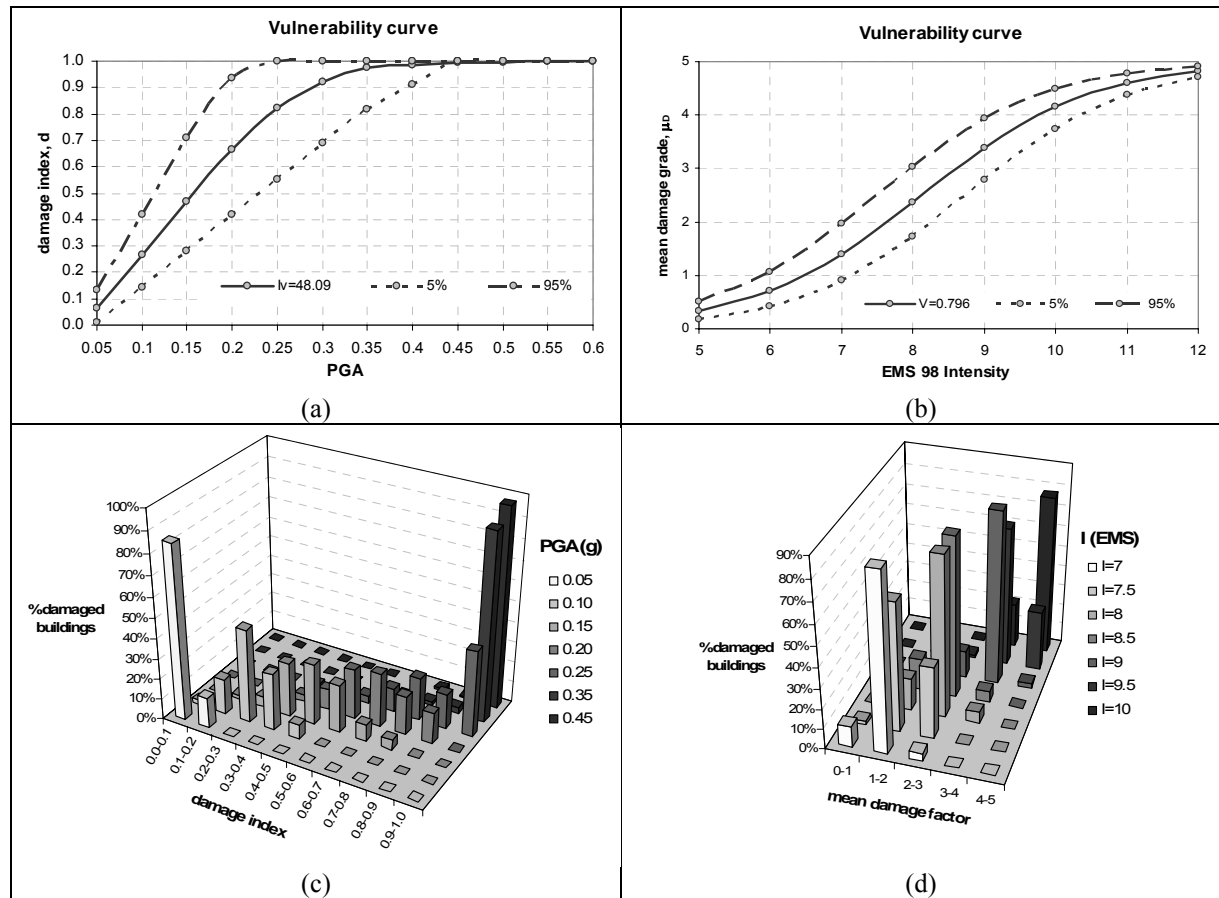 Vulnerability curve
1.0
0.9
0.8
0.7
0.6
0.5
0.4
0.3
0.2
0.1
0.0
damage index, d
Iv=48.09 5% 95%
0.05 0.1 0.15 0.2 0.25 0.3 0.35 0.4 0.45 0.5 0.55 0.6
PGA
(a)
Vulnerability curve
5
4
3
2
1
0
mean damage grade, μD
V=0.796 5% 95%
5 6 7 8 9 10 11 12
EMS 98 Intensity
(b)
100%
90%
80%
70%
60%
50%
40%
30%
20%
10%
0%
%damaged
buildings
0.0-0.1
0.1-0.2
0.2-0.3
0.3-0.4
0.4-0.5
0.5-0.6
0.6-0.7
0.7-0.8
0.8-0.9
0.9-1.0
damage index
PGA(g)
0.05
0.10
0.15
0.20
0.25
0.35
0.45
(c)
90%
80%
70%
60%
50%
40%
30%
20%
10%
0%
%damaged
buildings
0-1
1-2
2-3
3-4
4-5
mean damage factor
I (EMS)
I=7
I=7.5
I=8
I=8.5
I=9
I=9.5
I=10
(d)